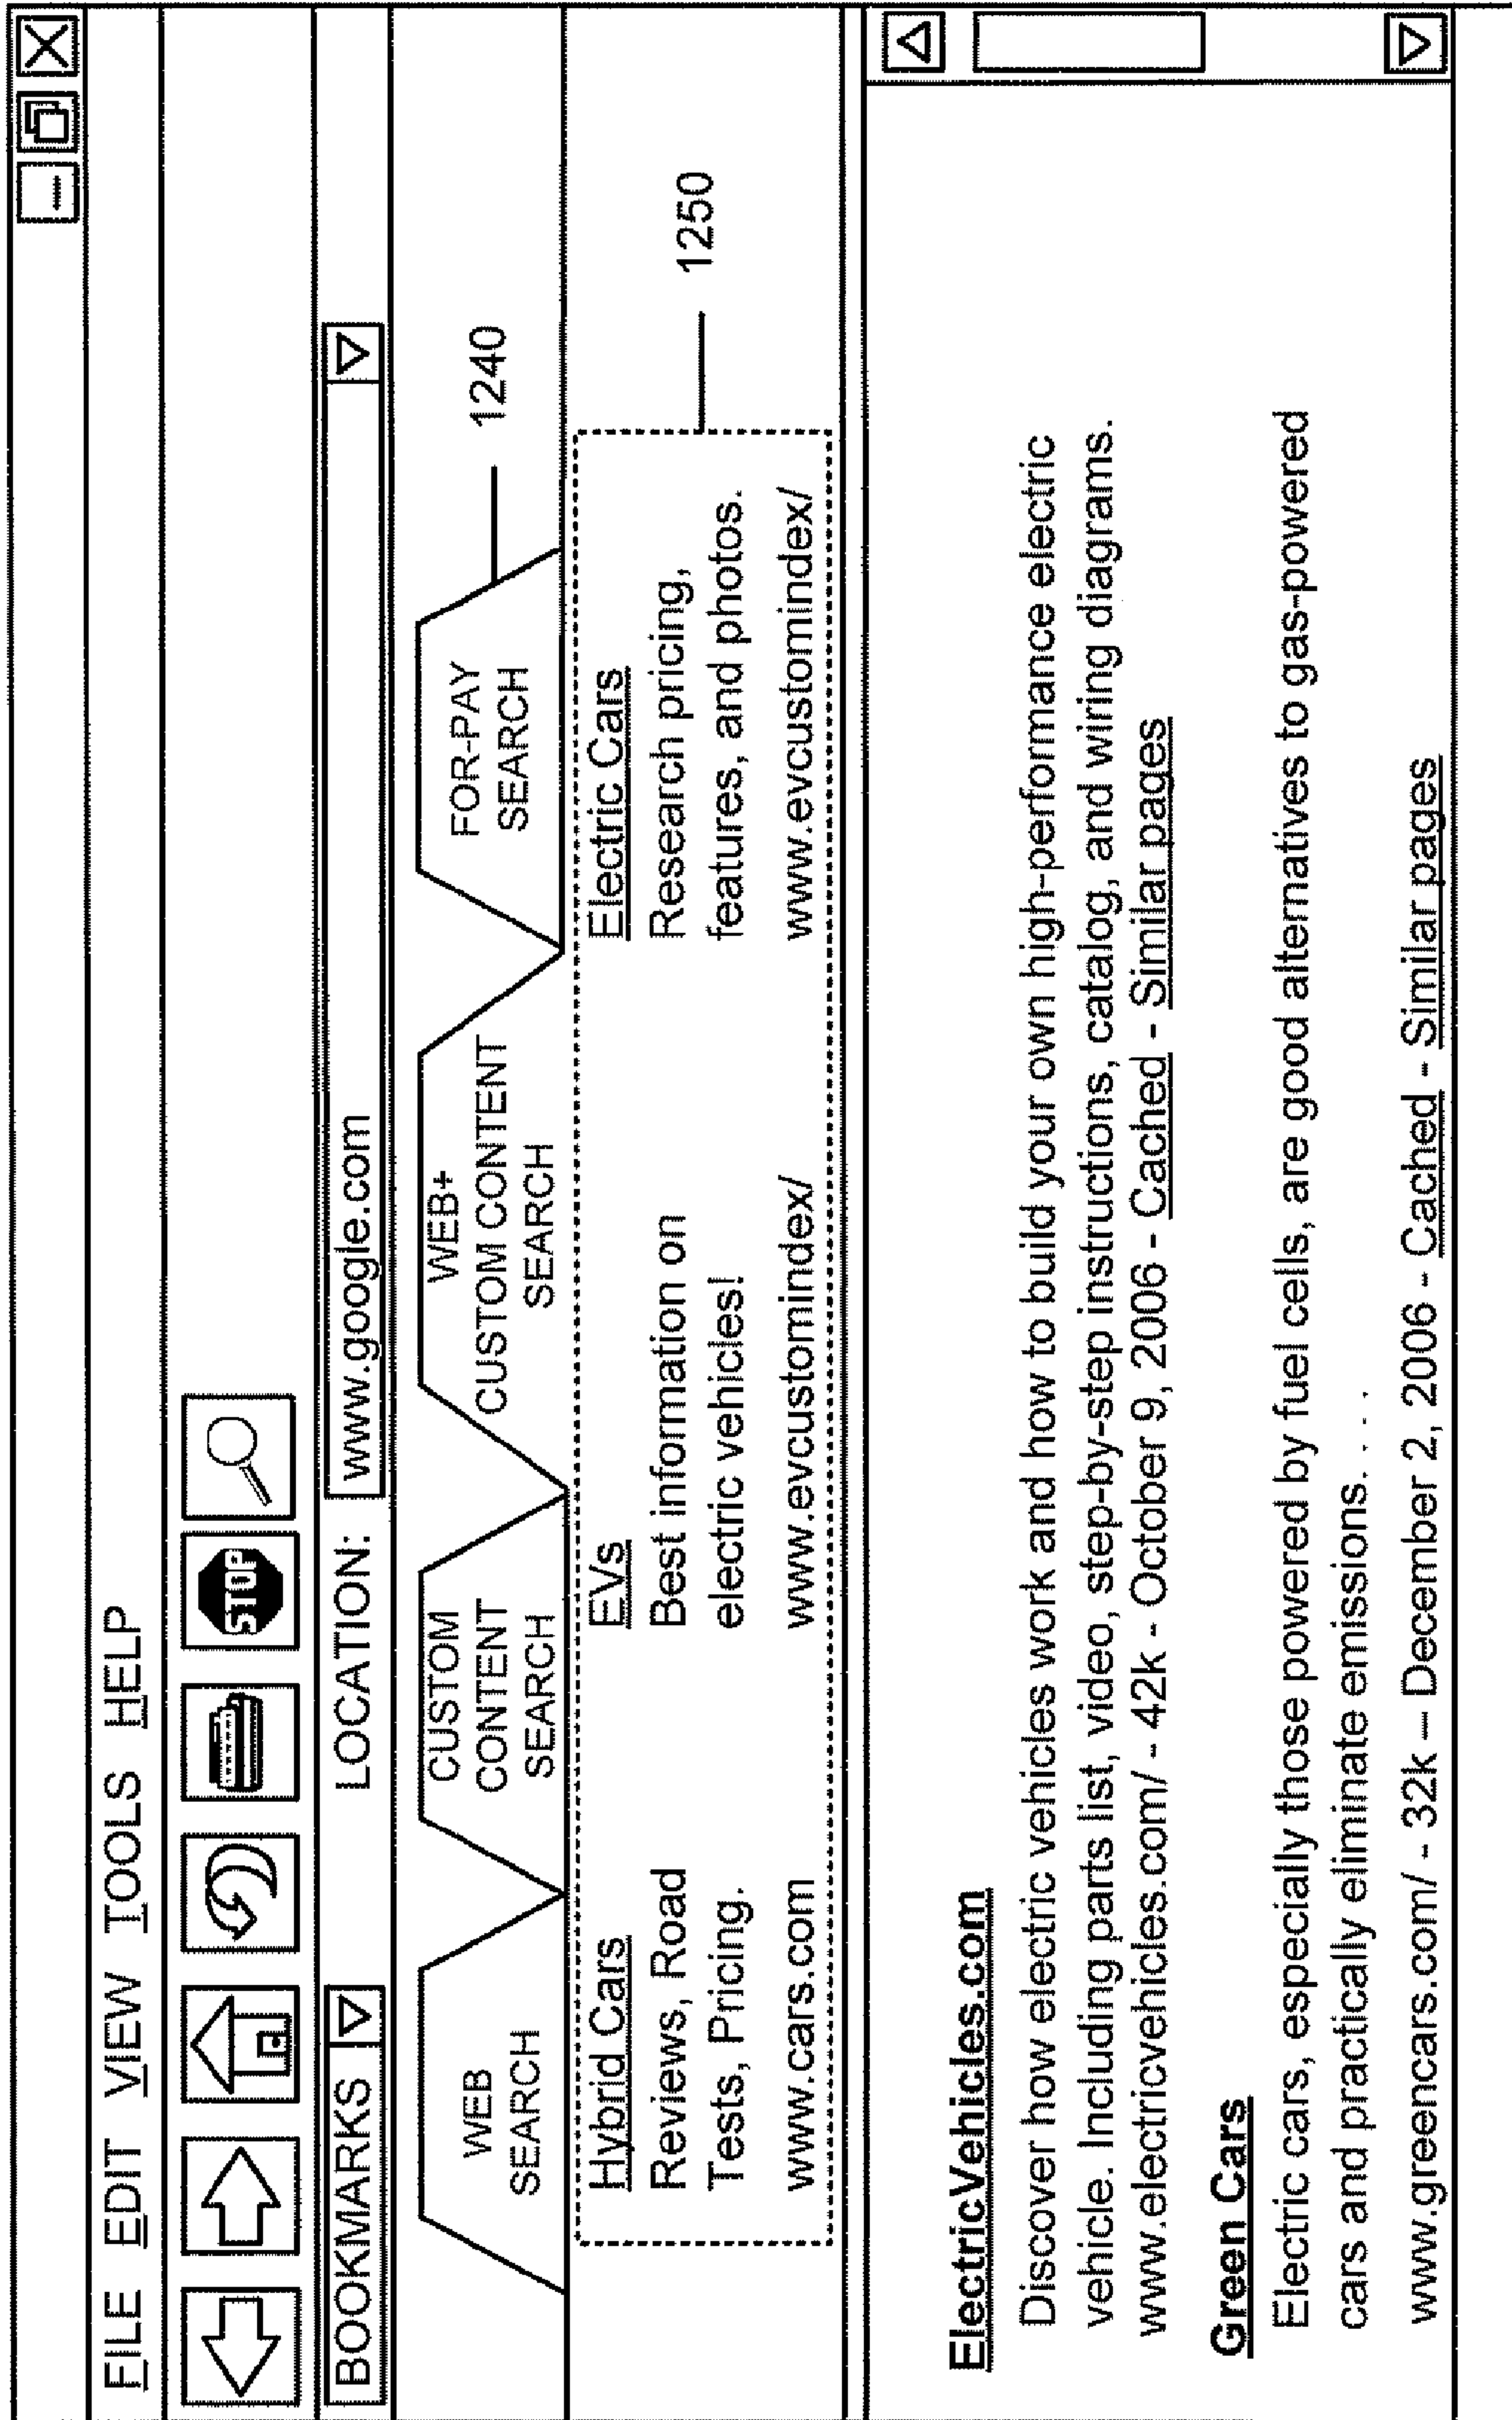 FILE EDIT VIEW TOOLS HELP
STOP
BOOKMARKS LOCATION: www.google.com
WEB
SEARCH
CUSTOM
CONTENT
SEARCH
WEB+
CUSTOM CONTENT
SEARCH
FOR-PAY
SEARCH
1240
Hybrid Cars
Reviews, Road
Tests, Pricing.
www.cars.com
EVs
Best information on
electric vehicles!
www.evcustomindex/
Electric Cars
Research pricing,
features, and photos.
www.evcustomindex/
1250
ElectricVehicles.com
Discover how electric vehicles work and how to build your own high-performance electric
vehicle. Including parts list, video, step-by-step instructions, catalog, and wiring diagrams.
www.electricvehicles.com/ - 42k - October 9, 2006 - Cached - Similar pages
Green Cars
Electric cars, especially those powered by fuel cells, are good alternatives to gas-powered
cars and practically eliminate emissions. . . .
www.greencars.com/ - 32k – December 2, 2006 - Cached - Similar pages